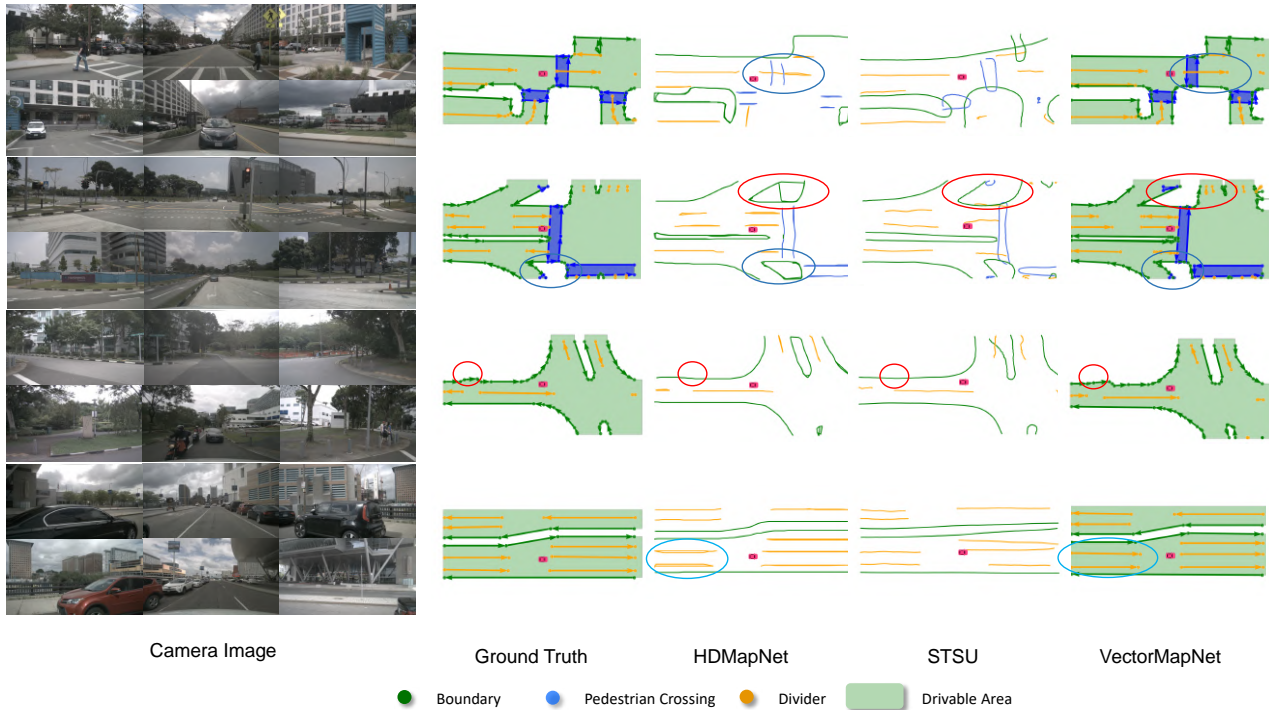 Camera Image
Ground Truth
HDMapNet
STSU
VectorMapNet
Boundary
Pedestrian Crossing
Divider
Drivable Area